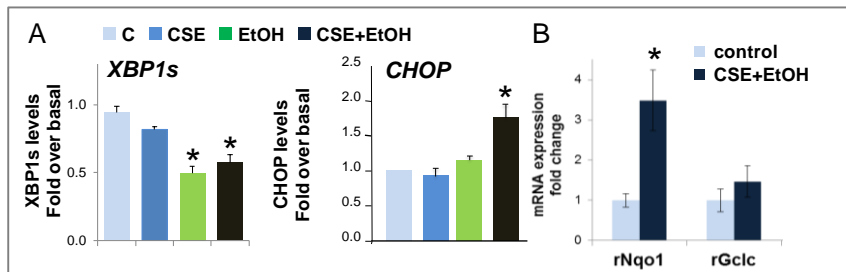 A
C CSE EtOH CSE+EtOH
XBP1s
XBP1s levels
Fold over basal
1.0
0.5
0.0
* *
CHOP
CHOP levels
Fold over basal
2.5
2.0
1.5
1.0
0.5
0.0
*
B
control
CSE+EtOH
mRNA expression
fold change
4
3
2
1
0
*
rNqo1 rGclc